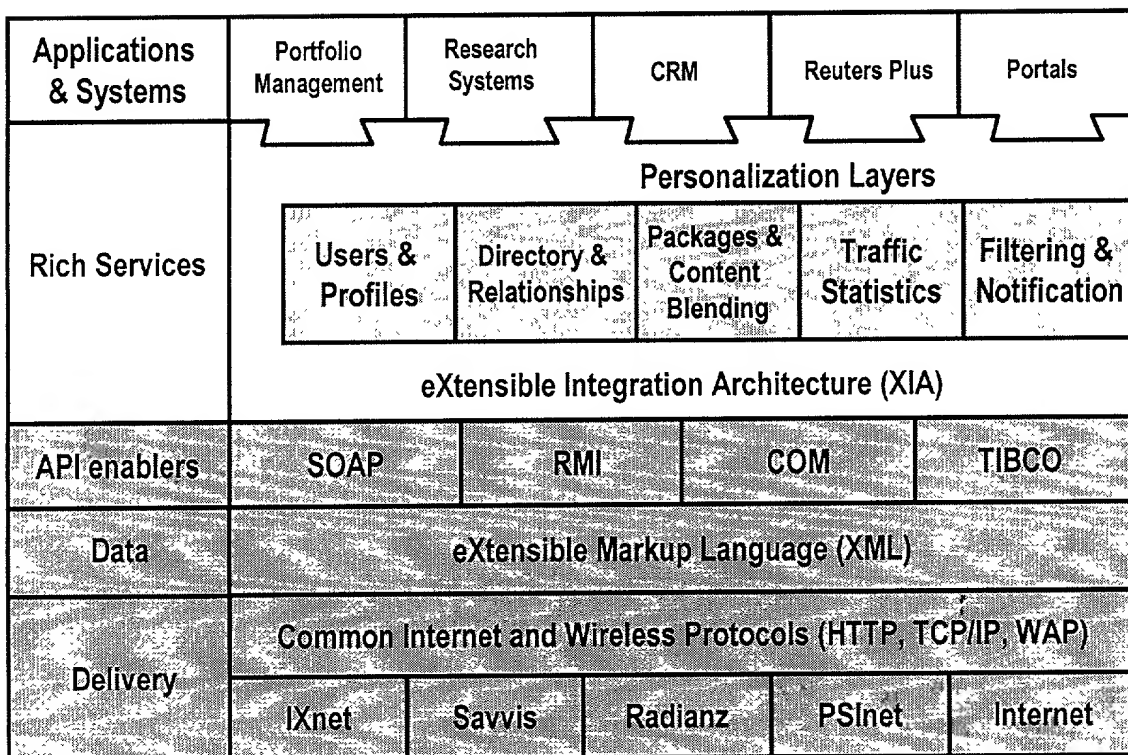 Applications
& Systems
Portfolio
Management
Research
Systems
CRM
Reuters Plus
Portals
Rich Services
Personalization Layers
Users &
Profiles
Directory &
Relationships
Packages &
Content
Blending
Traffic
Statistics
Filtering &
Notification
eXtensible Integration Architecture (XIA)
API enablers
SOAP
RMI
COM
TIBCO
Data
eXtensible Markup Language (XML)
Delivery
Common Internet and Wireless Protocols (HTTP, TCP/IP, WAP)
IXnet
Savvis
Radianz
PSInet
Internet